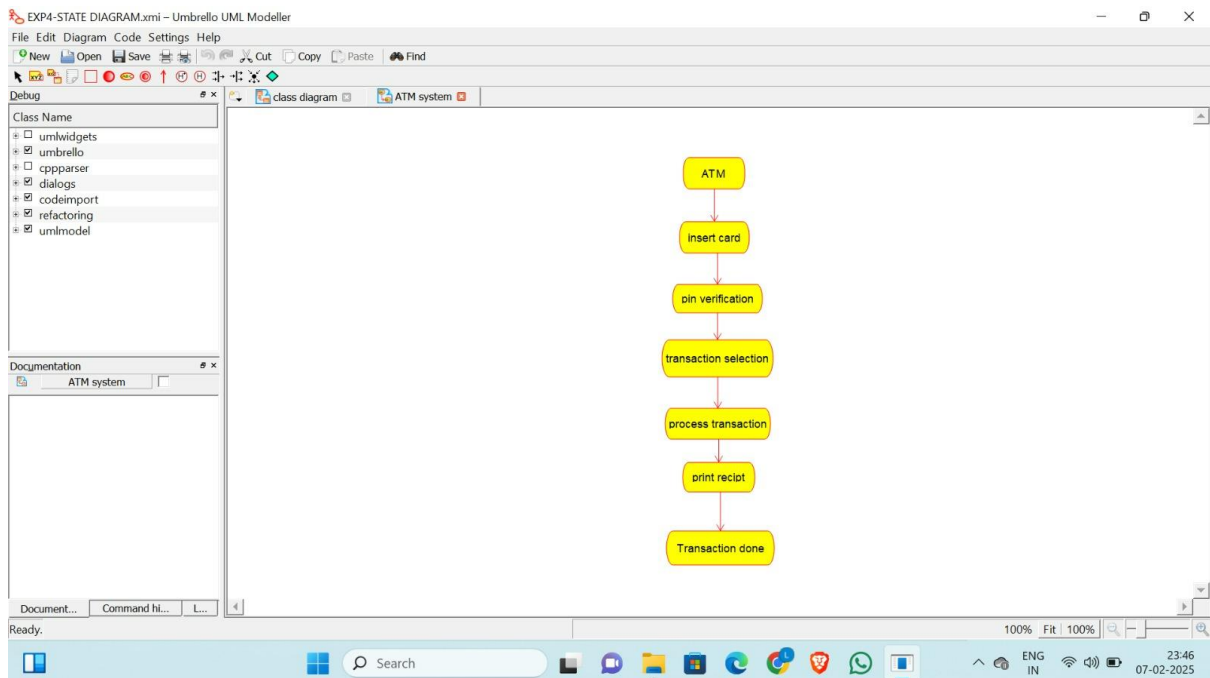 EXP4-STATE DIAGRAM.xmi – Umbrello UML Modeller
File Edit Diagram Code Settings Help
New Open Save Cut Copy Paste Find
Debug
class diagram ATM system
Class Name
umlwidgets
umbrello
cppparser
dialogs
codeimport
refactoring
umlmodel
ATM
insert card
pin verification
transaction selection
process transaction
print recipt
Transaction done
Documentation
ATM system
Document... Command hi... L...
Ready.
100% Fit 100%
Search
ENG
IN
23:46
07-02-2025